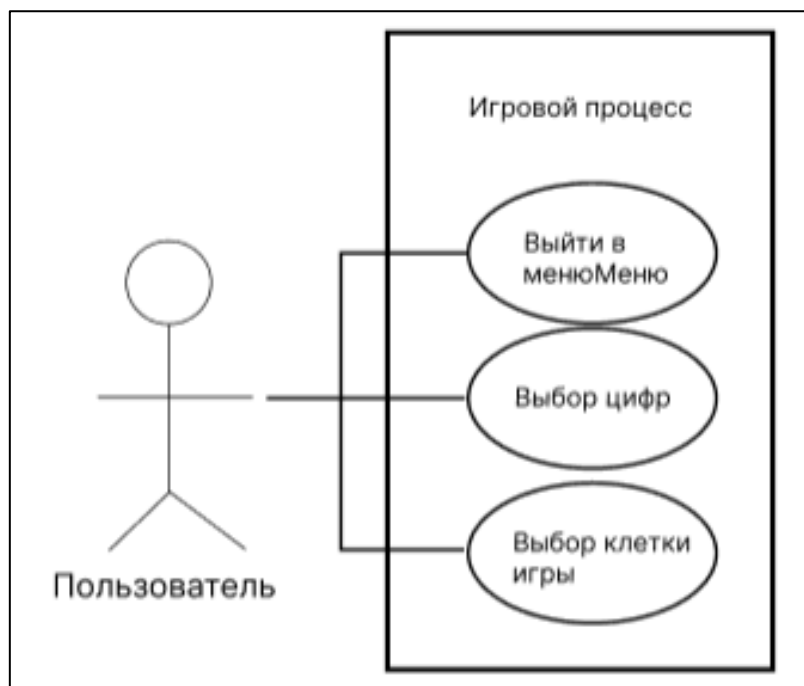 Игровой процесс
Выйти в
менюМеню
Выбор цифр
Выбор клетки
игры
Пользователь